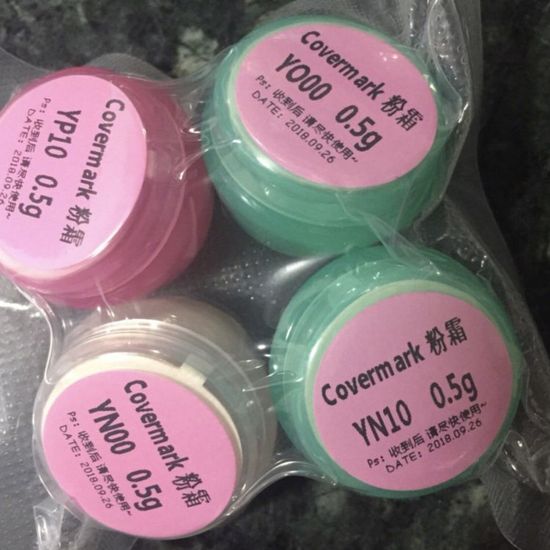 Covermark 粉霜
YP10 0.5g
Ps: 收到后 请尽快使用~
DATE: 2018.09.26
Covermark 粉霜
YO00 0.5g
Ps: 收到后 请尽快使用~
DATE: 2018.09.26
Covermark 粉霜
YN00 0.5g
Ps: 收到后 请尽快使用~
DATE: 2018.09.26
Covermark 粉霜
YN10 0.5g
Ps: 收到后 请尽快使用~
DATE: 2018.09.26